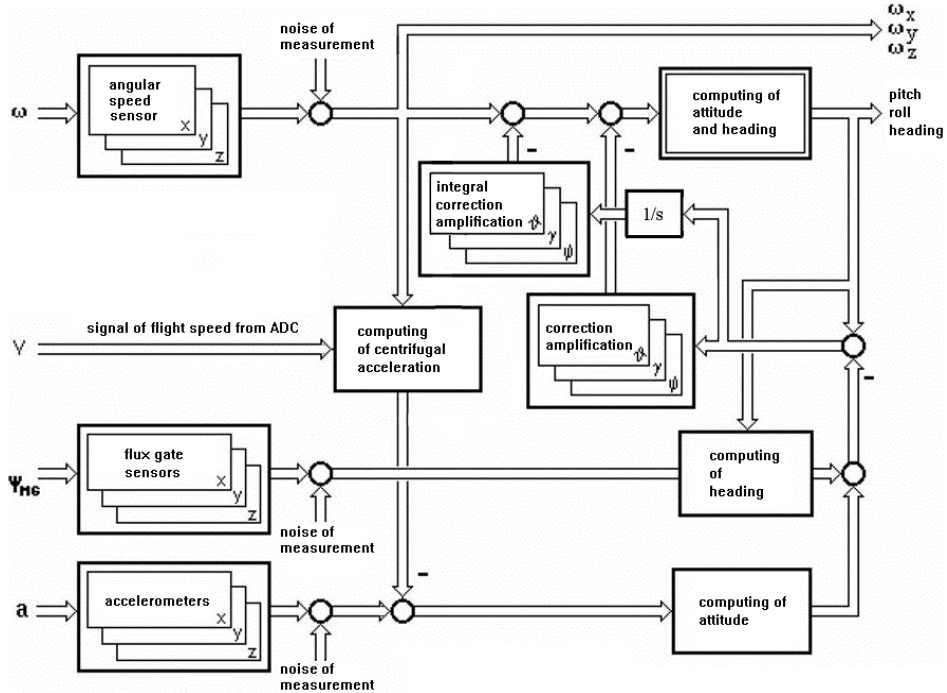 noise of
measurement
ω
angular
speed
sensor
x
y
z
ωx
ωy
ωz
computing of
attitude
and heading
pitch
roll
heading
-
-
integral
correction
amplification
ϑ
γ
ψ
1/s
signal of flight speed from ADC
V
computing
of centrifugal
acceleration
correction
amplification
ϑ
γ
ψ
-
ΨMG
flux gate
sensors
x
y
z
noise of
measurement
computing
of
heading
-
a
accelerometers
x
y
z
noise of
measurement
computing of
attitude